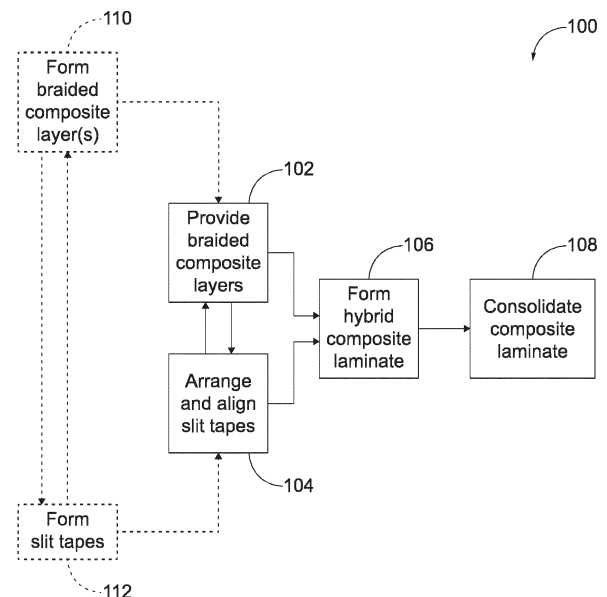 110
100
Form
braided
composite
layer(s)
102
Provide
braided
composite
layers
106
Form
hybrid
composite
laminate
108
Consolidate
composite
laminate
Arrange
and align
slit tapes
104
Form
slit tapes
112